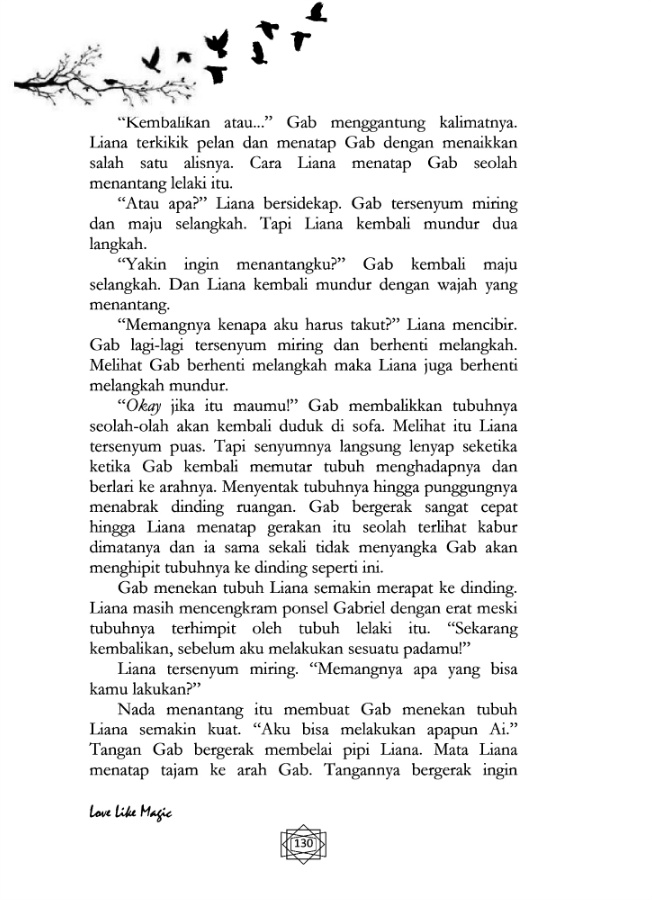 “Kembalikan atau...” Gab menggantung kalimatnya.
Liana terkikik pelan dan menatap Gab dengan menaikkan
salah satu alisnya. Cara Liana menatap Gab seolah
menantang lelaki itu.
“Atau apa?” Liana bersidekap. Gab tersenyum miring
dan maju selangkah. Tapi Liana kembali mundur dua
langkah.
“Yakin ingin menantangku?” Gab kembali maju
selangkah. Dan Liana kembali mundur dengan wajah yang
menantang.
“Memangnya kenapa aku harus takut?” Liana mencibir.
Gab lagi-lagi tersenyum miring dan berhenti melangkah.
Melihat Gab berhenti melangkah maka Liana juga berhenti
melangkah mundur.
“Okay jika itu maumu!” Gab membalikkan tubuhnya
seolah-olah akan kembali duduk di sofa. Melihat itu Liana
tersenyum puas. Tapi senyumnya langsung lenyap seketika
ketika Gab kembali memutar tubuh menghadapnya dan
berlari ke arahnya. Menyentak tubuhnya hingga punggungnya
menabrak dinding ruangan. Gab bergerak sangat cepat
hingga Liana menatap gerakan itu seolah terlihat kabur
dimatanya dan ia sama sekali tidak menyangka Gab akan
menghipit tubuhnya ke dinding seperti ini.
Gab menekan tubuh Liana semakin merapat ke dinding.
Liana masih mencengkram ponsel Gabriel dengan erat meski
tubuhnya terhimpit oleh tubuh lelaki itu. “Sekarang
kembalikan, sebelum aku melakukan sesuatu padamu!”
Liana tersenyum miring. “Memangnya apa yang bisa
kamu lakukan?”
Nada menantang itu membuat Gab menekan tubuh
Liana semakin kuat. “Aku bisa melakukan apapun Ai.”
Tangan Gab bergerak membelai pipi Liana. Mata Liana
menatap tajam ke arah Gab. Tangannya bergerak ingin
Love Like Magic
130